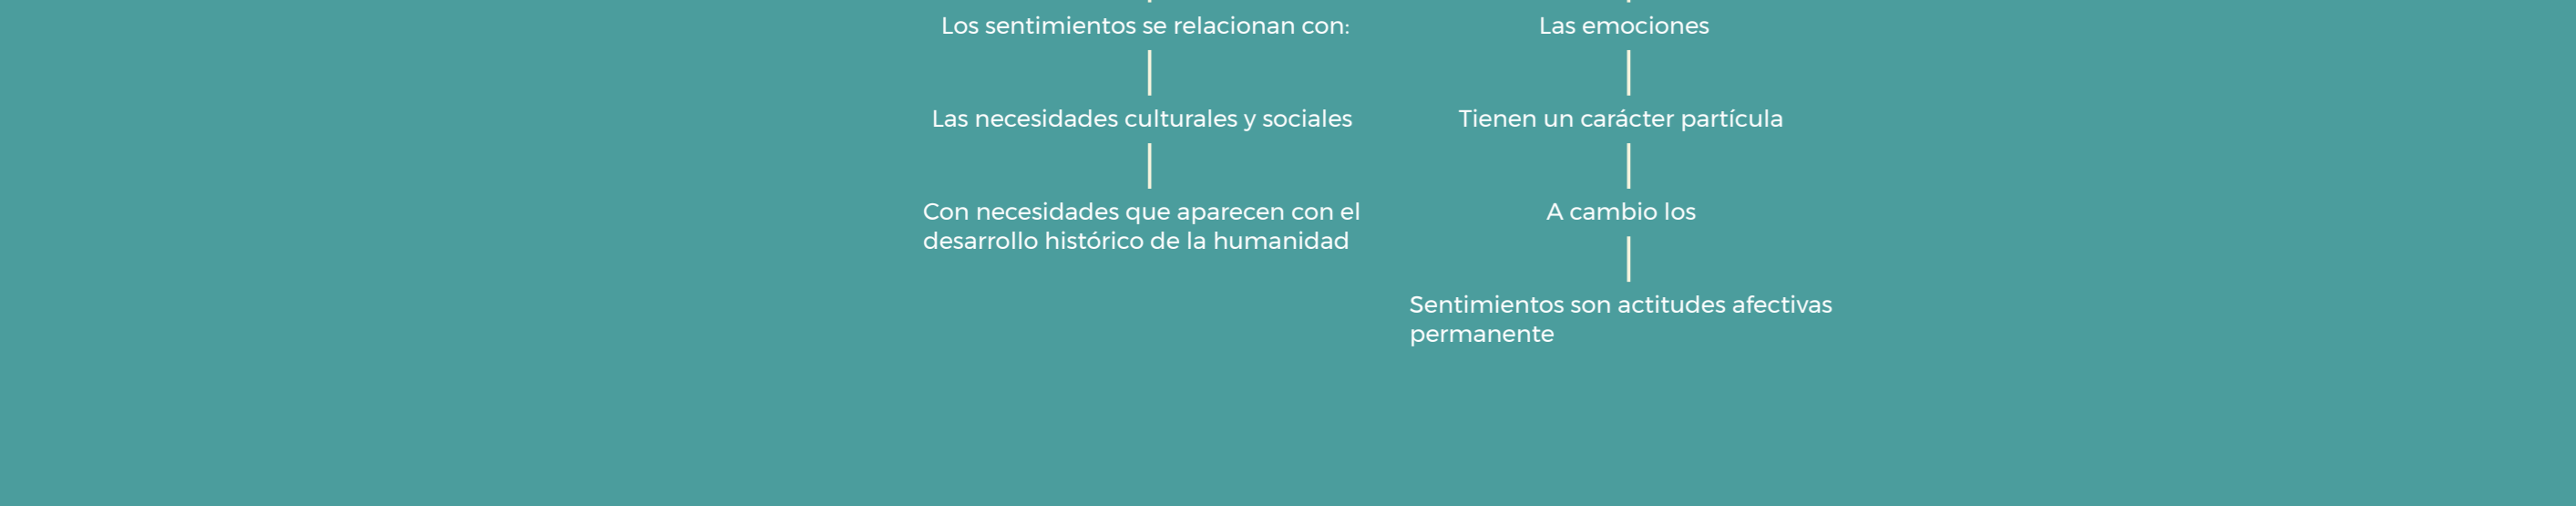 Los sentimientos se relacionan con:
Las necesidades culturales y sociales
Con necesidades que aparecen con el
desarrollo histórico de la humanidad
Las emociones
Tienen un carácter partícula
A cambio los
Sentimientos son actitudes afectivas
permanente